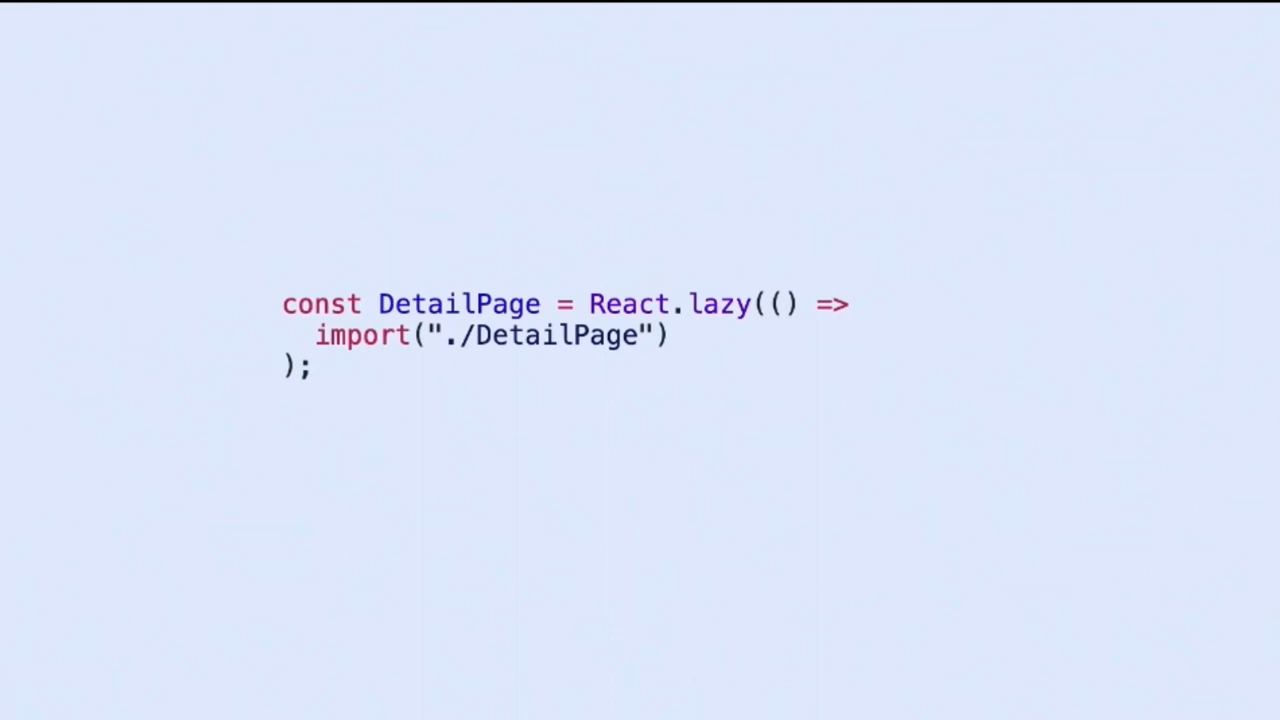 const DetailPage = React.lazy(() =>
  import("./DetailPage")
);